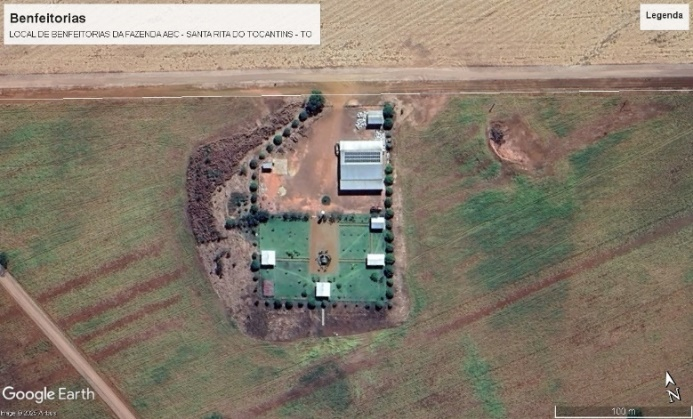 Benfeitorias
LOCAL DE BENFEITORIAS DA FAZENDA ABC - SANTA RITA DO TOCANTINS - TO
Legenda
Google Earth
N
100 m